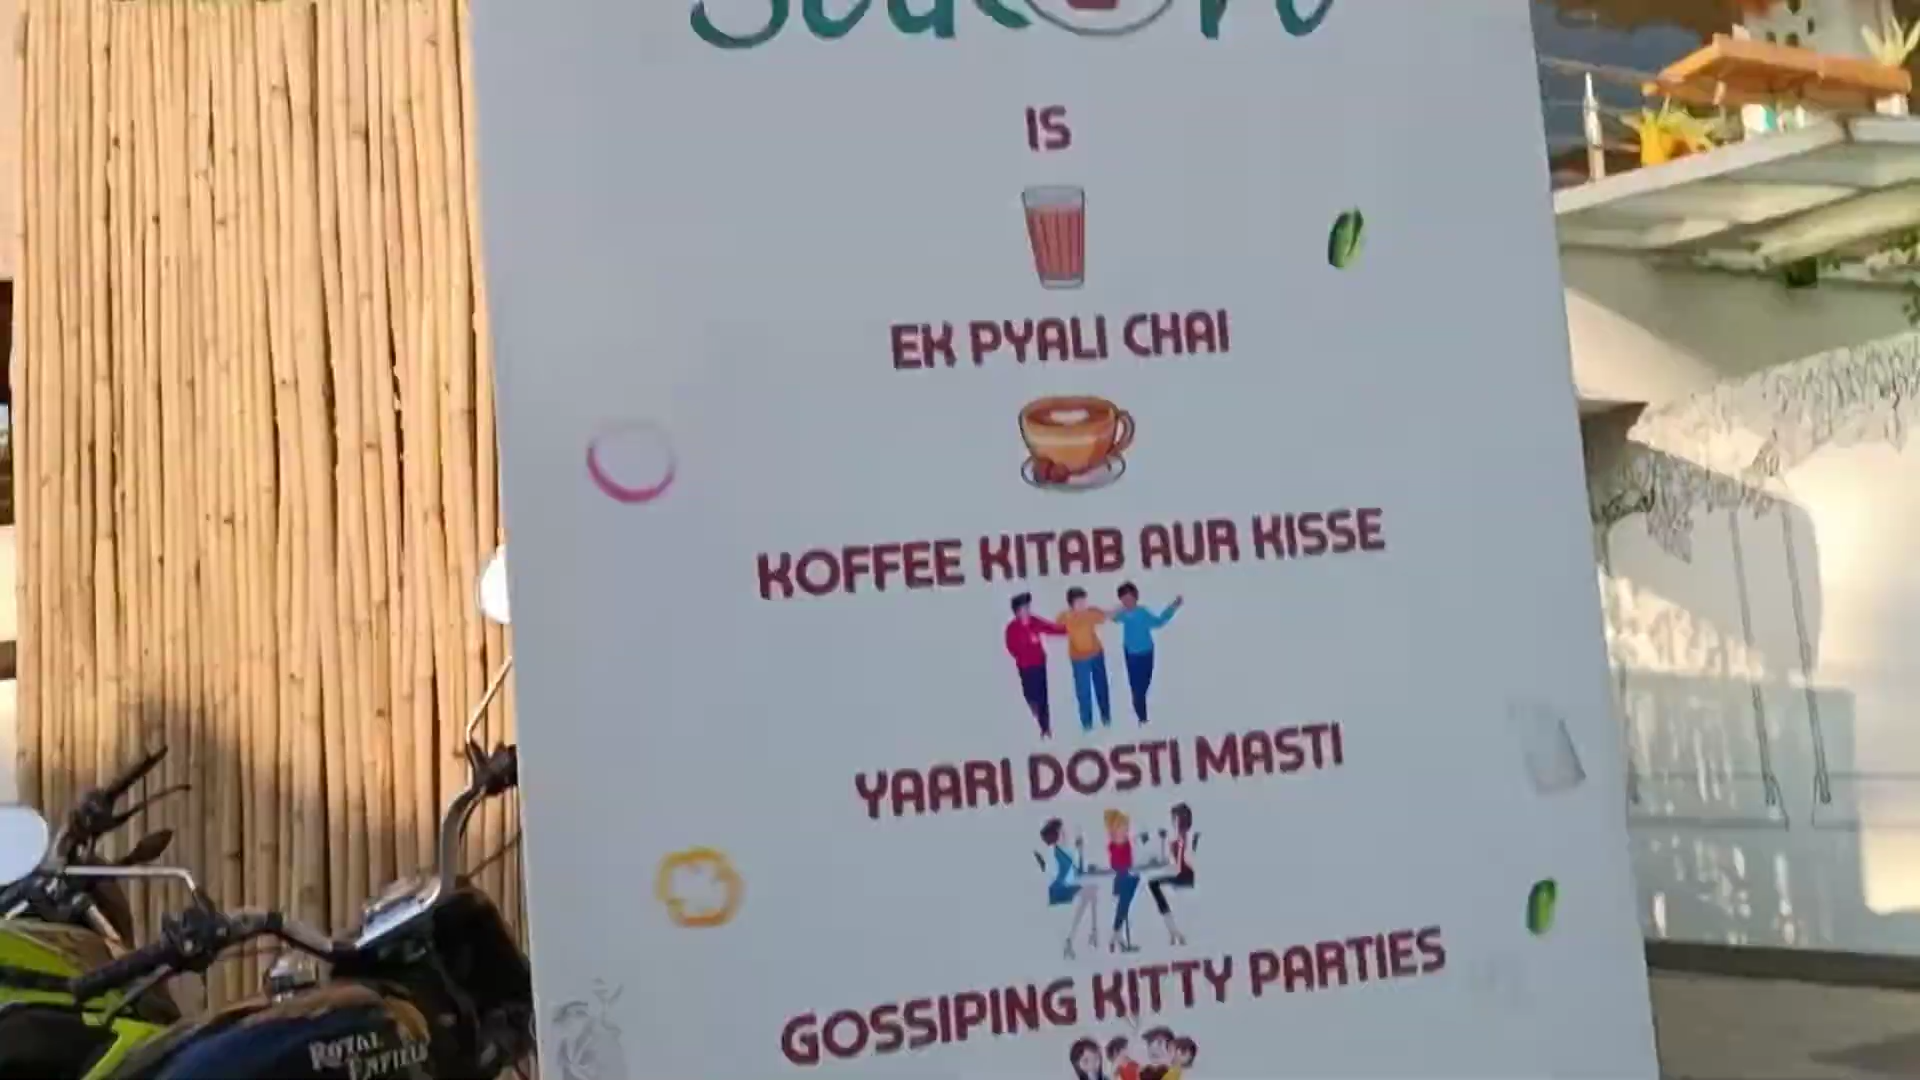 IS
EK PYALI CHAI
KOFFEE KITAB AUR KISSE
YAARI DOSTI MASTI
GOSSIPING KITTY PARTIES
ROYAL
ENFIELD